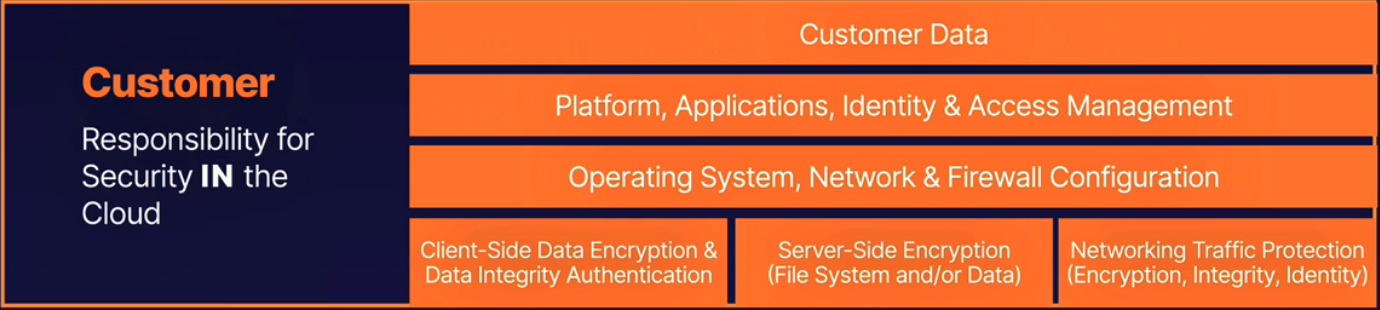 Customer
Responsibility for
Security IN the
Cloud
Customer Data
Platform, Applications, Identity & Access Management
Operating System, Network & Firewall Configuration
Client-Side Data Encryption &
Data Integrity Authentication
Server-Side Encryption
(File System and/or Data)
Networking Traffic Protection
(Encryption, Integrity, Identity)